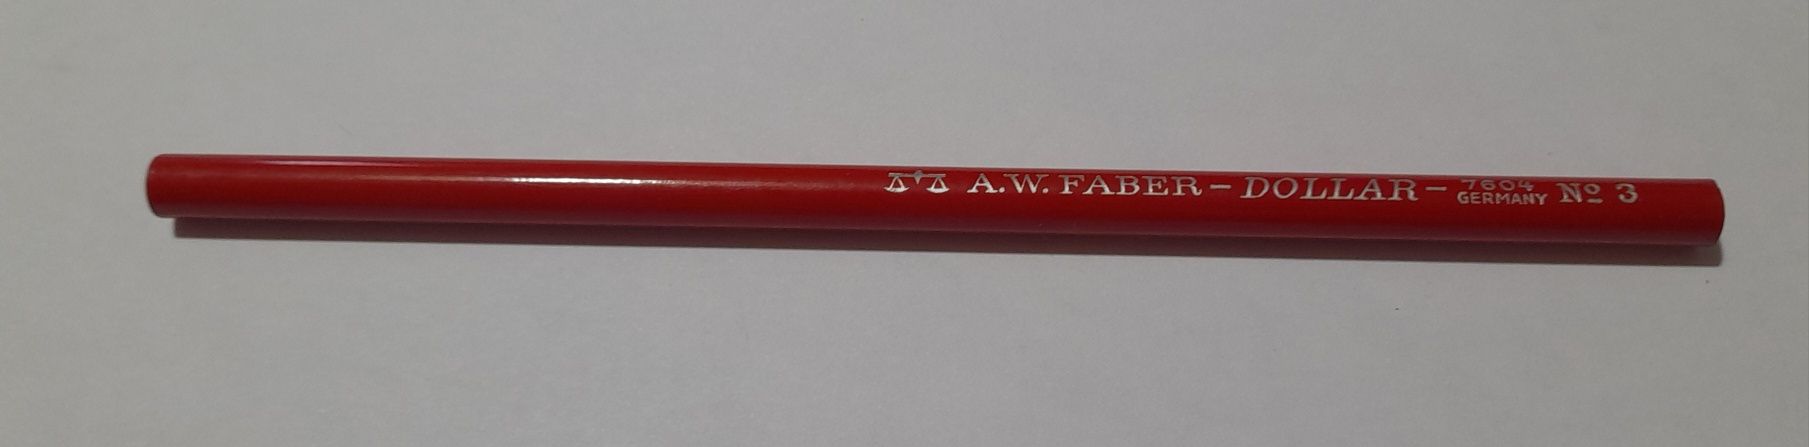 A.W. FABER – DOLLAR – 7604 GERMANY Nº 3